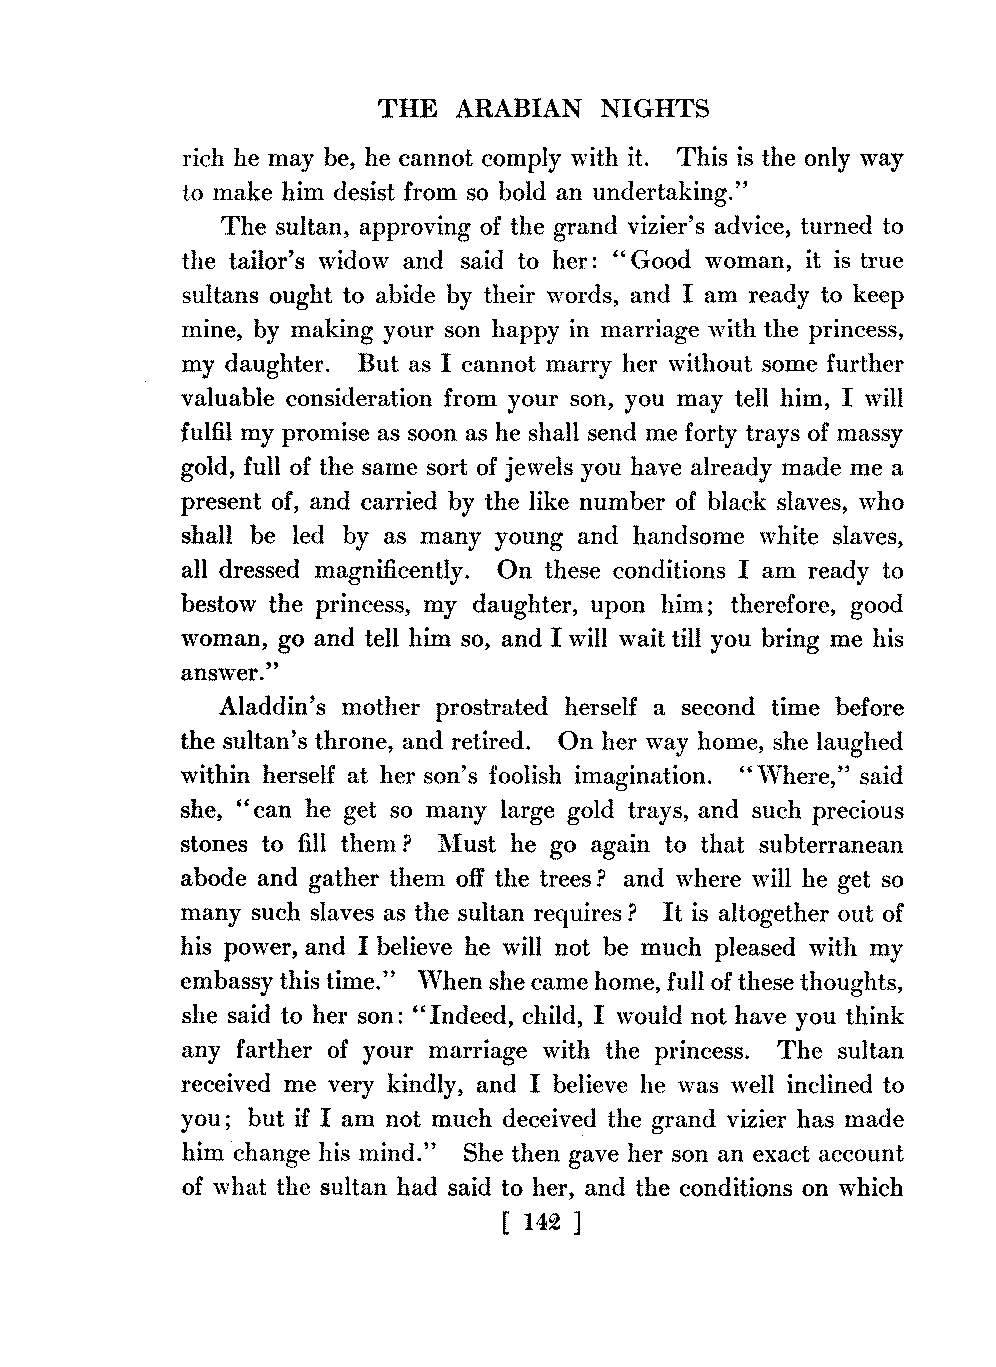 THE ARABIAN NIGHTS
rich he may be, he cannot comply with it. This is the only way
to make him desist from so bold an undertaking."
The sultan, approving of the grand vizier's advice, turned to
the tailor's widow and said to her: "Good woman, it is true
sultans ought to abide by their words, and I am ready to keep
mine, by making your son happy in marriage with the princess,
my daughter. But as I cannot marry her without some further
valuable consideration from your son, you may tell him, I will
fulfil my promise as soon as he shall send me forty trays of massy
gold, full of the same sort of jewels you have already made me a
present of, and carried by the like number of black slaves, who
shall be led by as many young and handsome white slaves,
all dressed magnificently. On these conditions I am ready to
bestow the princess, my daughter, upon him; therefore, good
woman, go and tell him so, and I will wait till you bring me his
answer."
Aladdin's mother prostrated herself a second time before
the sultan's throne, and retired. On her way home, she laughed
within herself at her son's foolish imagination. "Where," said
she, "can he get so many large gold trays, and such precious
stones to fill them? Must he go again to that subterranean
abode and gather them off the trees? and where will he get so
many such slaves as the sultan requires? It is altogether out of
his power, and I believe he will not be much pleased with my
embassy this time." When she came home, full of these thoughts,
she said to her son: "Indeed, child, I would not have you think
any farther of your marriage with the princess. The sultan
received me very kindly, and I believe he was well inclined to
you; but if I am not much deceived the grand vizier has made
him change his mind." She then gave her son an exact account
of what the sultan had said to her, and the conditions on which
[ 142 ]